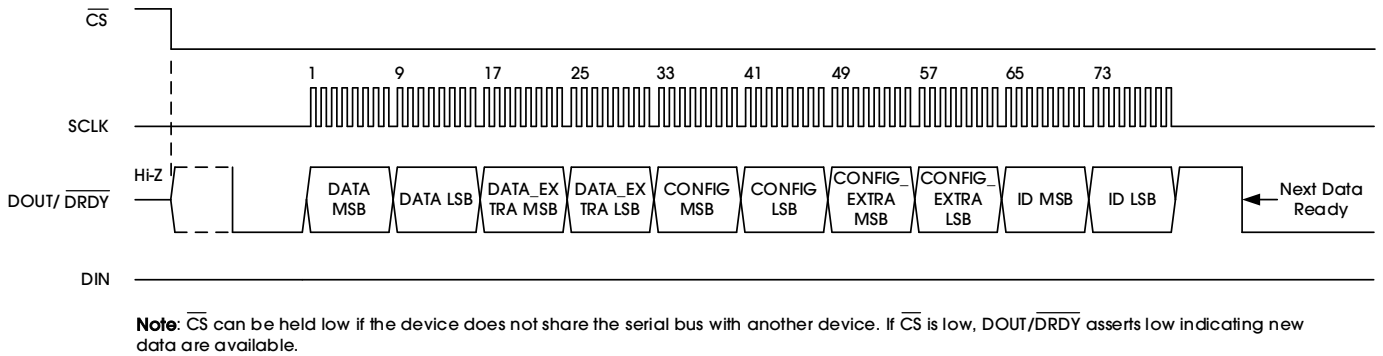 CS
1 9 17 25 33 41 49 57 65 73
SCLK
Hi-Z
DOUT/ DRDY
DATA
MSB
DATA LSB
DATA_EX
TRA MSB
DATA_EX
TRA LSB
CONFIG
MSB
CONFIG
LSB
CONFIG_
EXTRA
MSB
CONFIG_
EXTRA
LSB
ID MSB
ID LSB
Next Data
Ready
DIN
Note: CS can be held low if the device does not share the serial bus with another device. If CS is low, DOUT/DRDY asserts low indicating new
data are available.